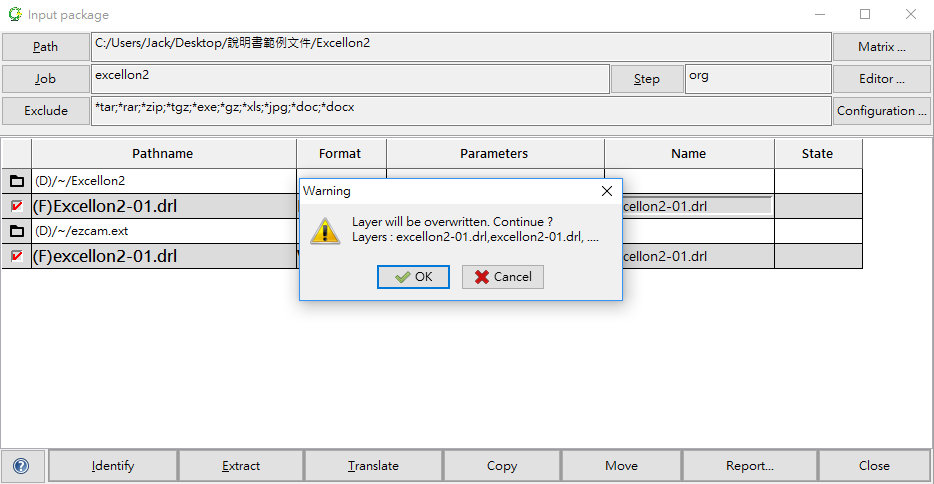 Input package
Path
C:/Users/Jack/Desktop/說明書範例文件/Excellon2
Matrix ...
Job
excellon2
Step
org
Editor ...
Exclude
*tar;*rar;*zip;*tgz;*exe;*gz;*xls;*jpg;*doc;*docx
Configuration ...
Pathname Format Parameters Name State
(D)/~/Excellon2
(F)Excellon2-01.drl
cellon2-01.drl
(D)/~/ezcam.ext
(F)excellon2-01.drl
cellon2-01.drl
Warning
Layer will be overwritten. Continue ?
Layers : excellon2-01.drl,excellon2-01.drl, ....
OK
Cancel
?
Identify Extract Translate Copy Move Report... Close